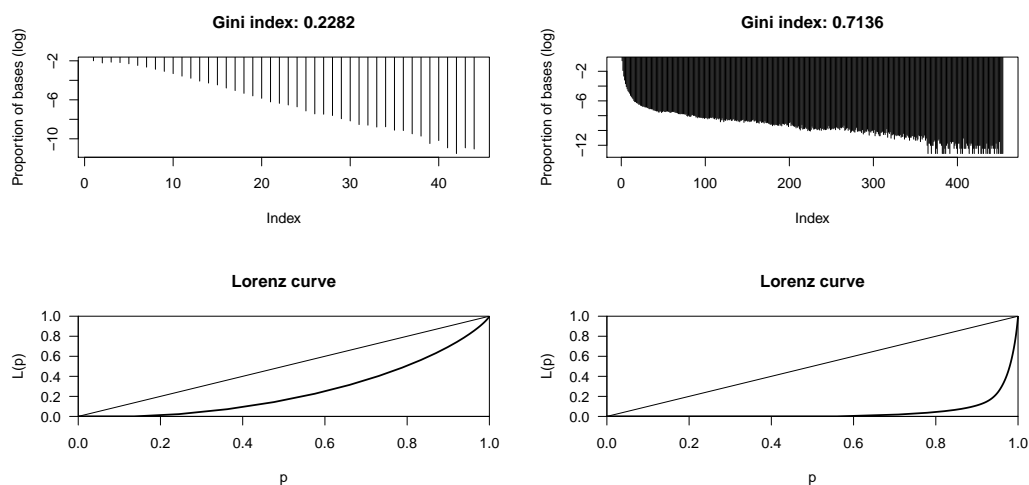 Gini index: 0.2282
Proportion of bases (log)
−2
−6
−10
0 10 20 30 40
Index
Gini index: 0.7136
Proportion of bases (log)
−2
−6
−12
0 100 200 300 400
Index
Lorenz curve
L(p)
1.0
0.8
0.6
0.4
0.2
0.0
0.0 0.2 0.4 0.6 0.8 1.0
p
Lorenz curve
L(p)
1.0
0.8
0.6
0.4
0.2
0.0
0.0 0.2 0.4 0.6 0.8 1.0
p